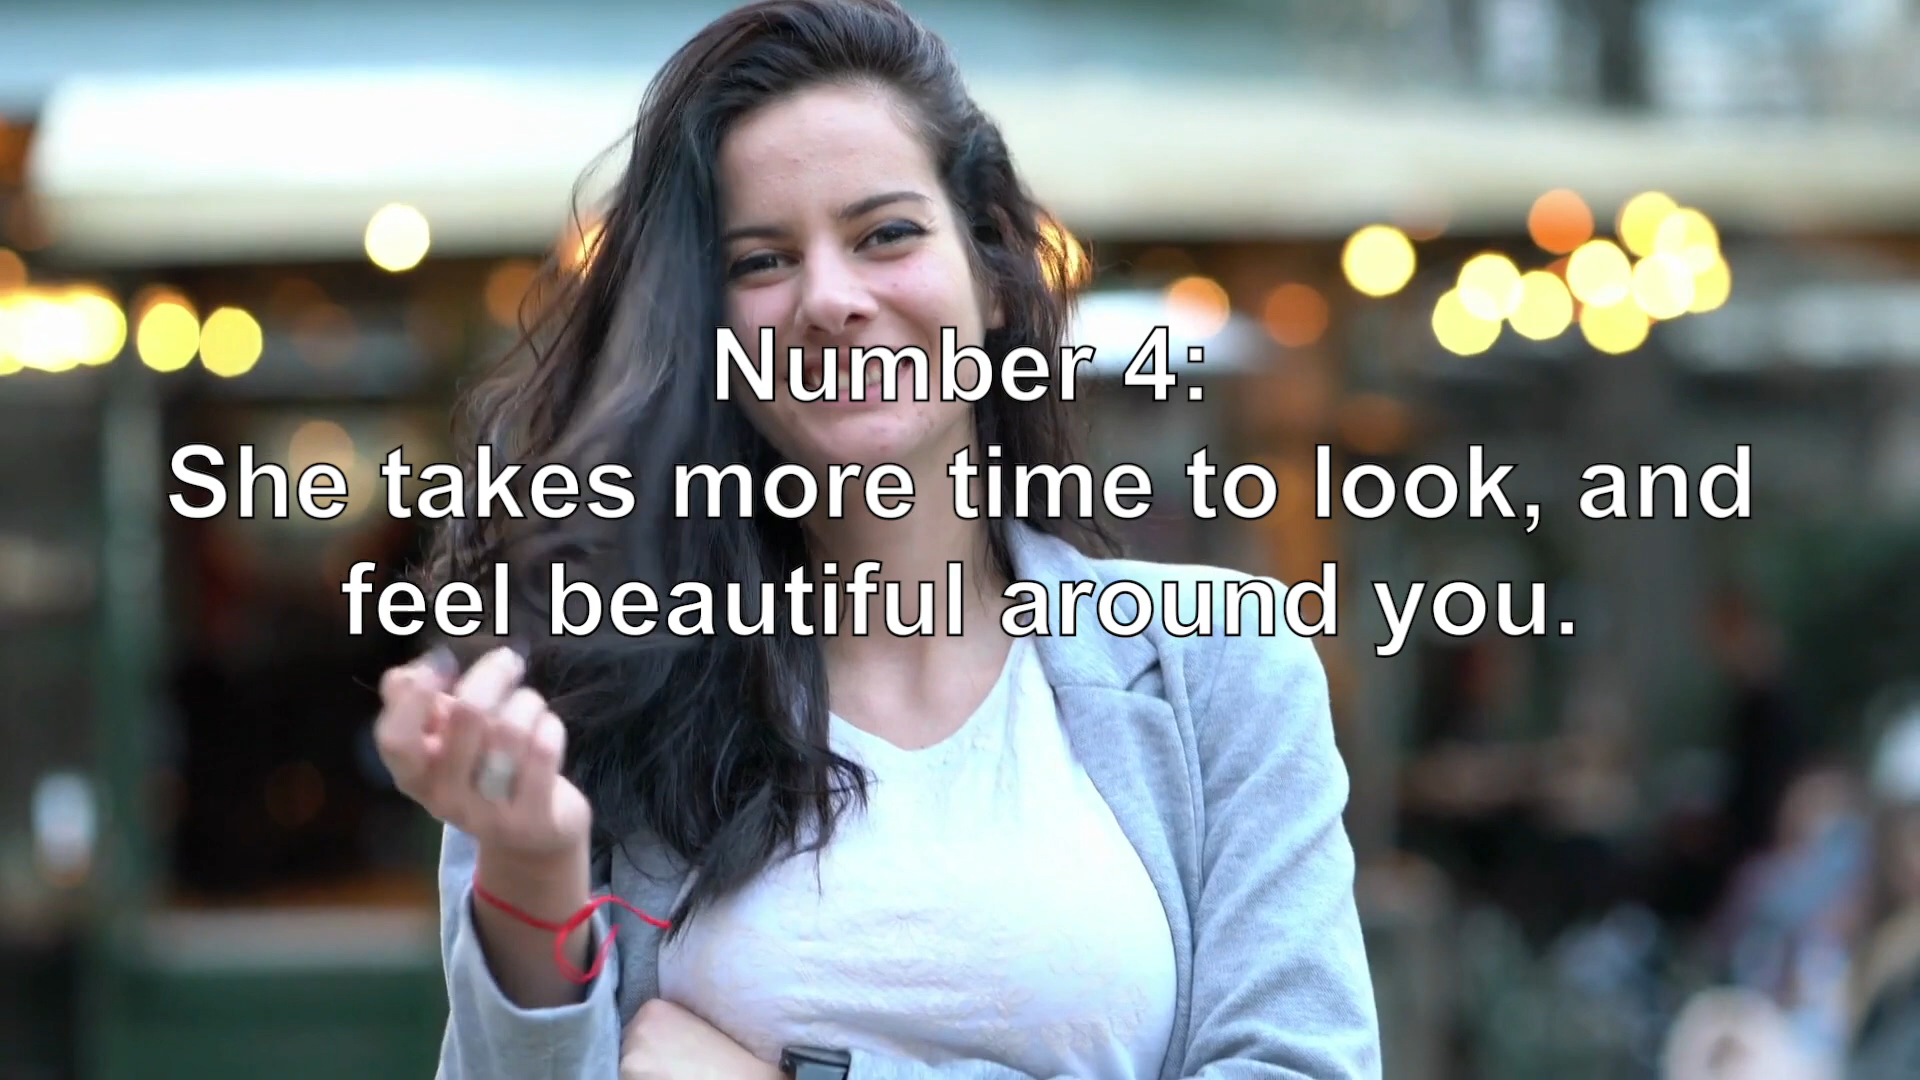 Number 4:
She takes more time to look, and
feel beautiful around you.